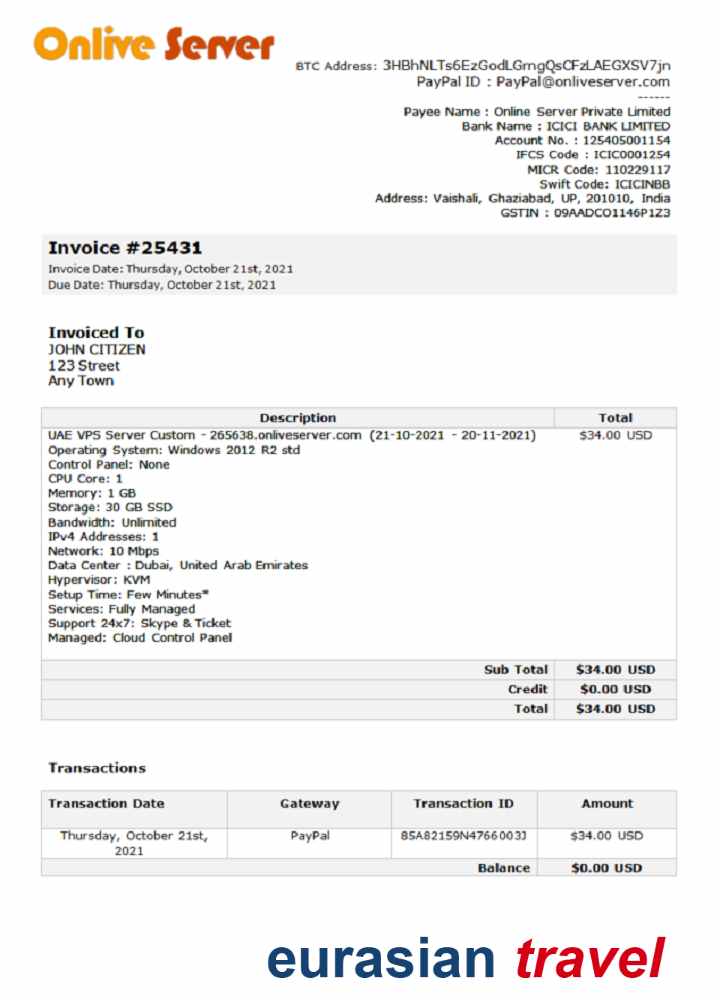 Onlive Server
BTC Address: 3HBhNLTs6EzGodLGrngQsCFzLAEGXSV7jn
PayPal ID : PayPal@onliveserver.com
------
Payee Name : Online Server Private Limited
Bank Name : ICICI BANK LIMITED
Account No. : 125405001154
IFCS Code : ICIC0001254
MICR Code: 110229117
Swift Code: ICICINBB
Address: Vaishali, Ghaziabad, UP, 201010, India
GSTIN : 09AADCO1146P1Z3
Invoice #25431
Invoice Date: Thursday, October 21st, 2021
Due Date: Thursday, October 21st, 2021
Invoiced To
JOHN CITIZEN
123 Street
Any Town
Description Total
UAE VPS Server Custom - 265638.onliveserver.com (21-10-2021 - 20-11-2021) $34.00 USD
Operating System: Windows 2012 R2 std
Control Panel: None
CPU Core: 1
Memory: 1 GB
Storage: 30 GB SSD
Bandwidth: Unlimited
IPv4 Addresses: 1
Network: 10 Mbps
Data Center : Dubai, United Arab Emirates
Hypervisor: KVM
Setup Time: Few Minutes*
Services: Fully Managed
Support 24x7: Skype & Ticket
Managed: Cloud Control Panel
Sub Total $34.00 USD
Credit $0.00 USD
Total $34.00 USD
Transactions
Transaction Date Gateway Transaction ID Amount
Thursday, October 21st, 2021 PayPal 85A82159N4766003J $34.00 USD
Balance $0.00 USD
eurasian travel